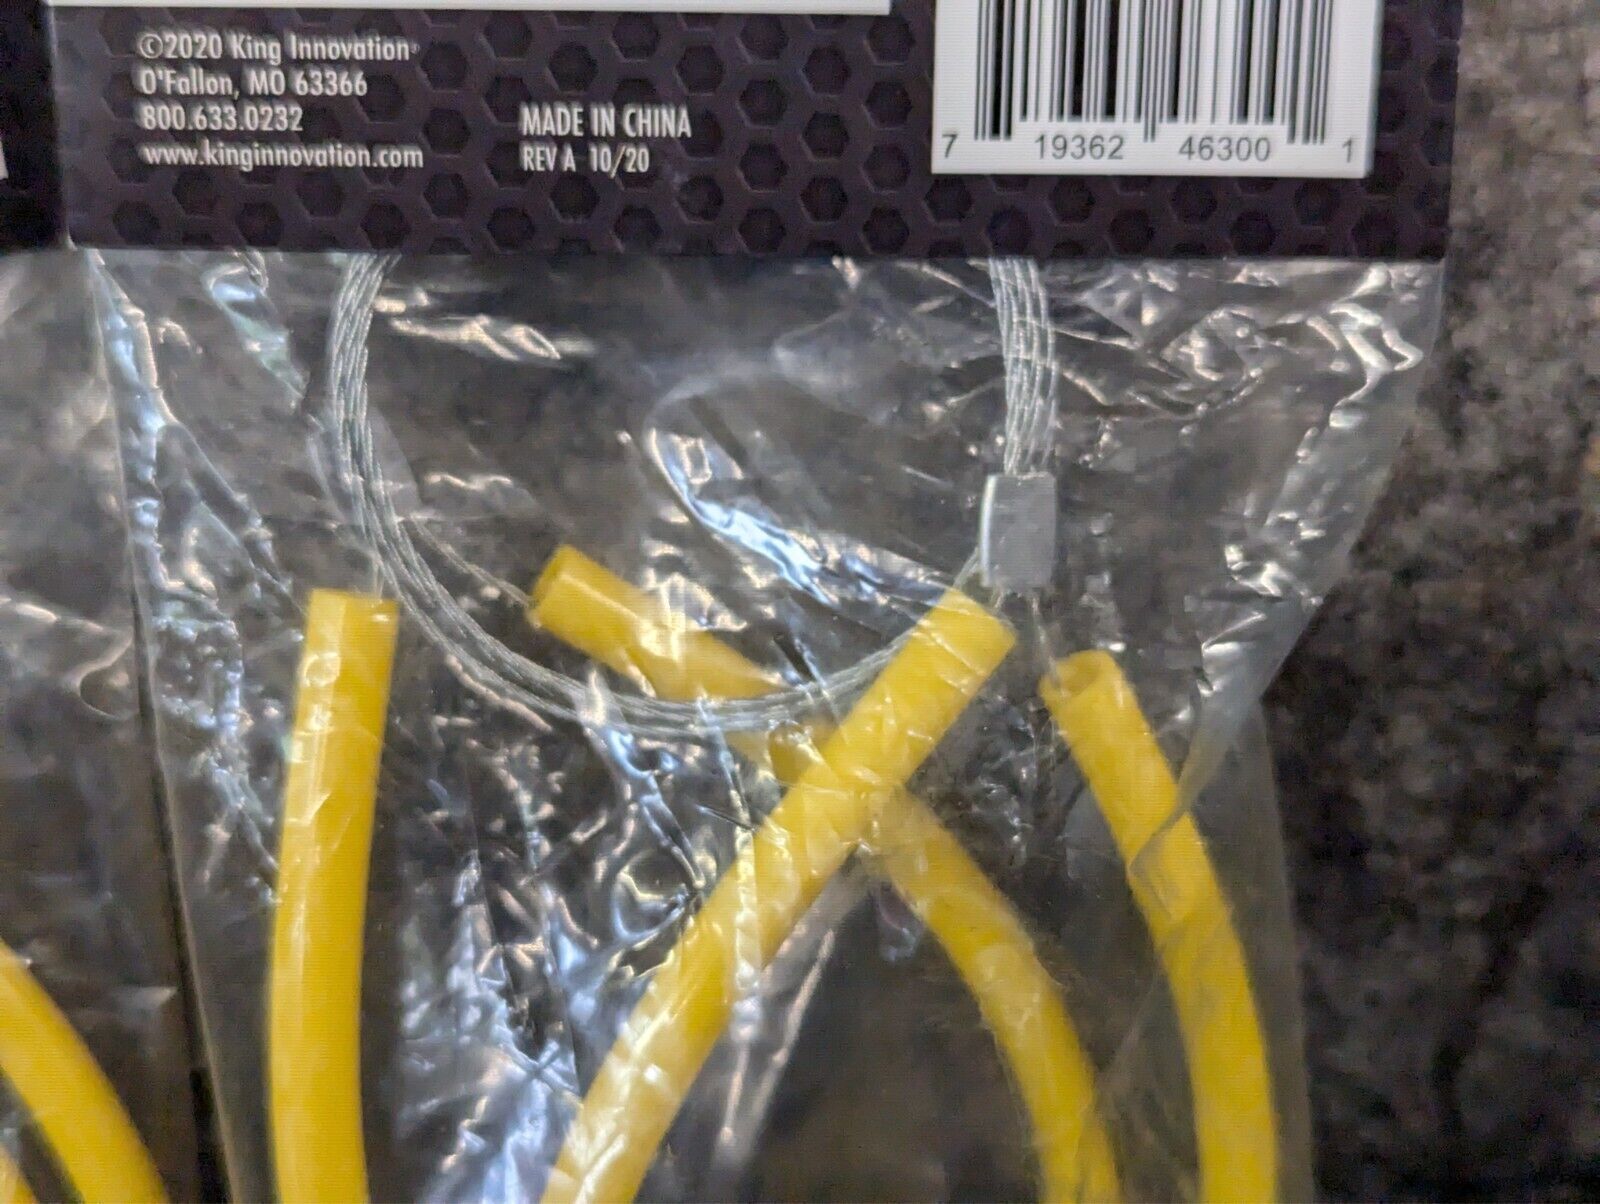 ©2020 King Innovation®
O'Fallon, MO 63366
800.633.0232
www.kinginnovation.com
MADE IN CHINA
REV A 10/20
7 19362 46300 1